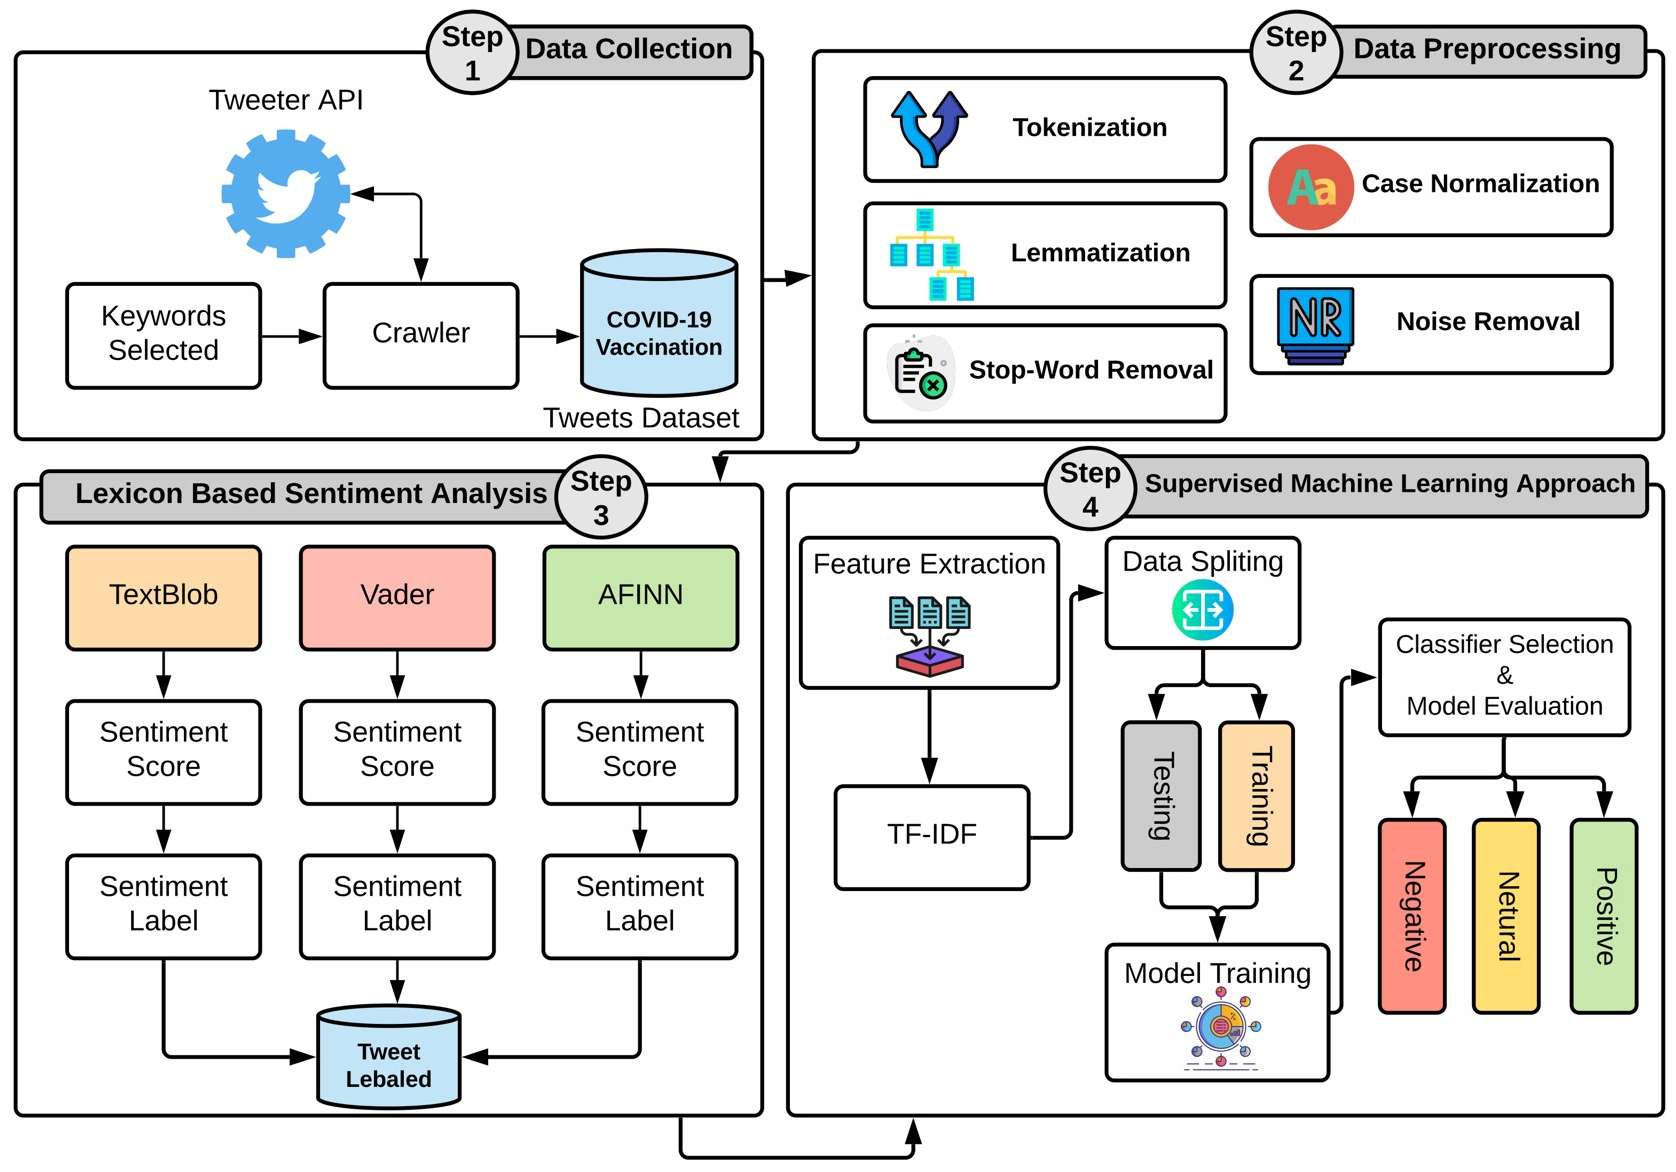 Step
1
Data Collection
Tweeter API
Keywords
Selected
Crawler
COVID-19
Vaccination
Tweets Dataset
Step
2
Data Preprocessing
Tokenization
Lemmatization
Stop-Word Removal
Aa
Case Normalization
NR
Noise Removal
Lexicon Based Sentiment Analysis
Step
3
TextBlob
Vader
AFINN
Sentiment
Score
Sentiment
Score
Sentiment
Score
Sentiment
Label
Sentiment
Label
Sentiment
Label
Tweet
Lebaled
Step
4
Supervised Machine Learning Approach
Feature Extraction
TF-IDF
Data Spliting
Testing
Training
Model Training
Classifier Selection
&
Model Evaluation
Negative
Netural
Positive